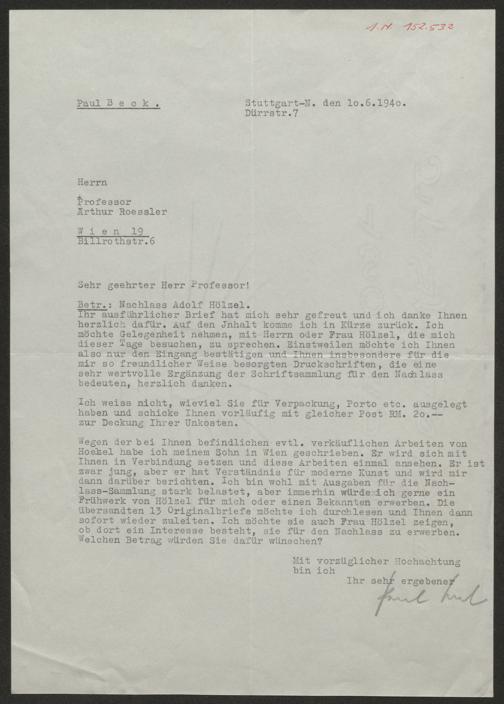 I.N. 152.532
Paul B e c k .
Stuttgart-N. den 10.6.1940.
Dürrstr.7
Herrn
Professor
Arthur Roessler
W i e n 19
Billrothstr.6
Sehr geehrter Herr Professor!
Betr.: Nachlass Adolf Hölzel.
Ihr ausführlicher Brief hat mich sehr gefreut und ich danke Ihnen
herzlich dafür. Auf den Jnhalt komme ich in Kürze zurück. Ich
möchte Gelegenheit nehmen, mit Herrn oder Frau Hölzel, die mich
dieser Tage besuchen, zu sprechen. Einstweilen möchte ich Ihnen
also nur den Eingang bestätigen und Ihnen insbesondere für die
mir so freundlicher Weise besorgten Druckschriften, die eine
sehr wertvolle Ergänzung der Schriftsammlung für den Nachlass
bedeuten, herzlich danken.
Ich weiss nicht, wieviel Sie für Verpackung, Porto etc. ausgelegt
haben und schicke Ihnen vorläufig mit gleicher Post RM. 20.--
zur Deckung Ihrer Unkosten.
Wegen der bei Ihnen befindlichen evtl. verkäuflichen Arbeiten von
Hoelzel habe ich meinem Sohn in Wien geschrieben. Er wird sich mit
Ihnen in Verbindung setzen und diese Arbeiten einmal ansehen. Er ist
zwar jung, aber er hat Verständnis für moderne Kunst und wird mir
dann darüber berichten. Ich bin wohl mit Ausgaben für die Nach-
lass-Sammlung stark belastet, aber immerhin würde ich gerne ein
Frühwerk von Hölzel für mich oder einen Bekannten erwerben. Die
übersandten 13 Originalbriefe möchte ich durchlesen und Ihnen dann
sofort wieder zuleiten. Ich möchte sie auch Frau Hölzel zeigen,
ob dort ein Interesse besteht, sie für den Nachlass zu erwerben.
Welchen Betrag würden Sie dafür wünschen?
Mit vorzüglicher Hochachtung
bin ich
Ihr sehr ergebener
Paul Beck